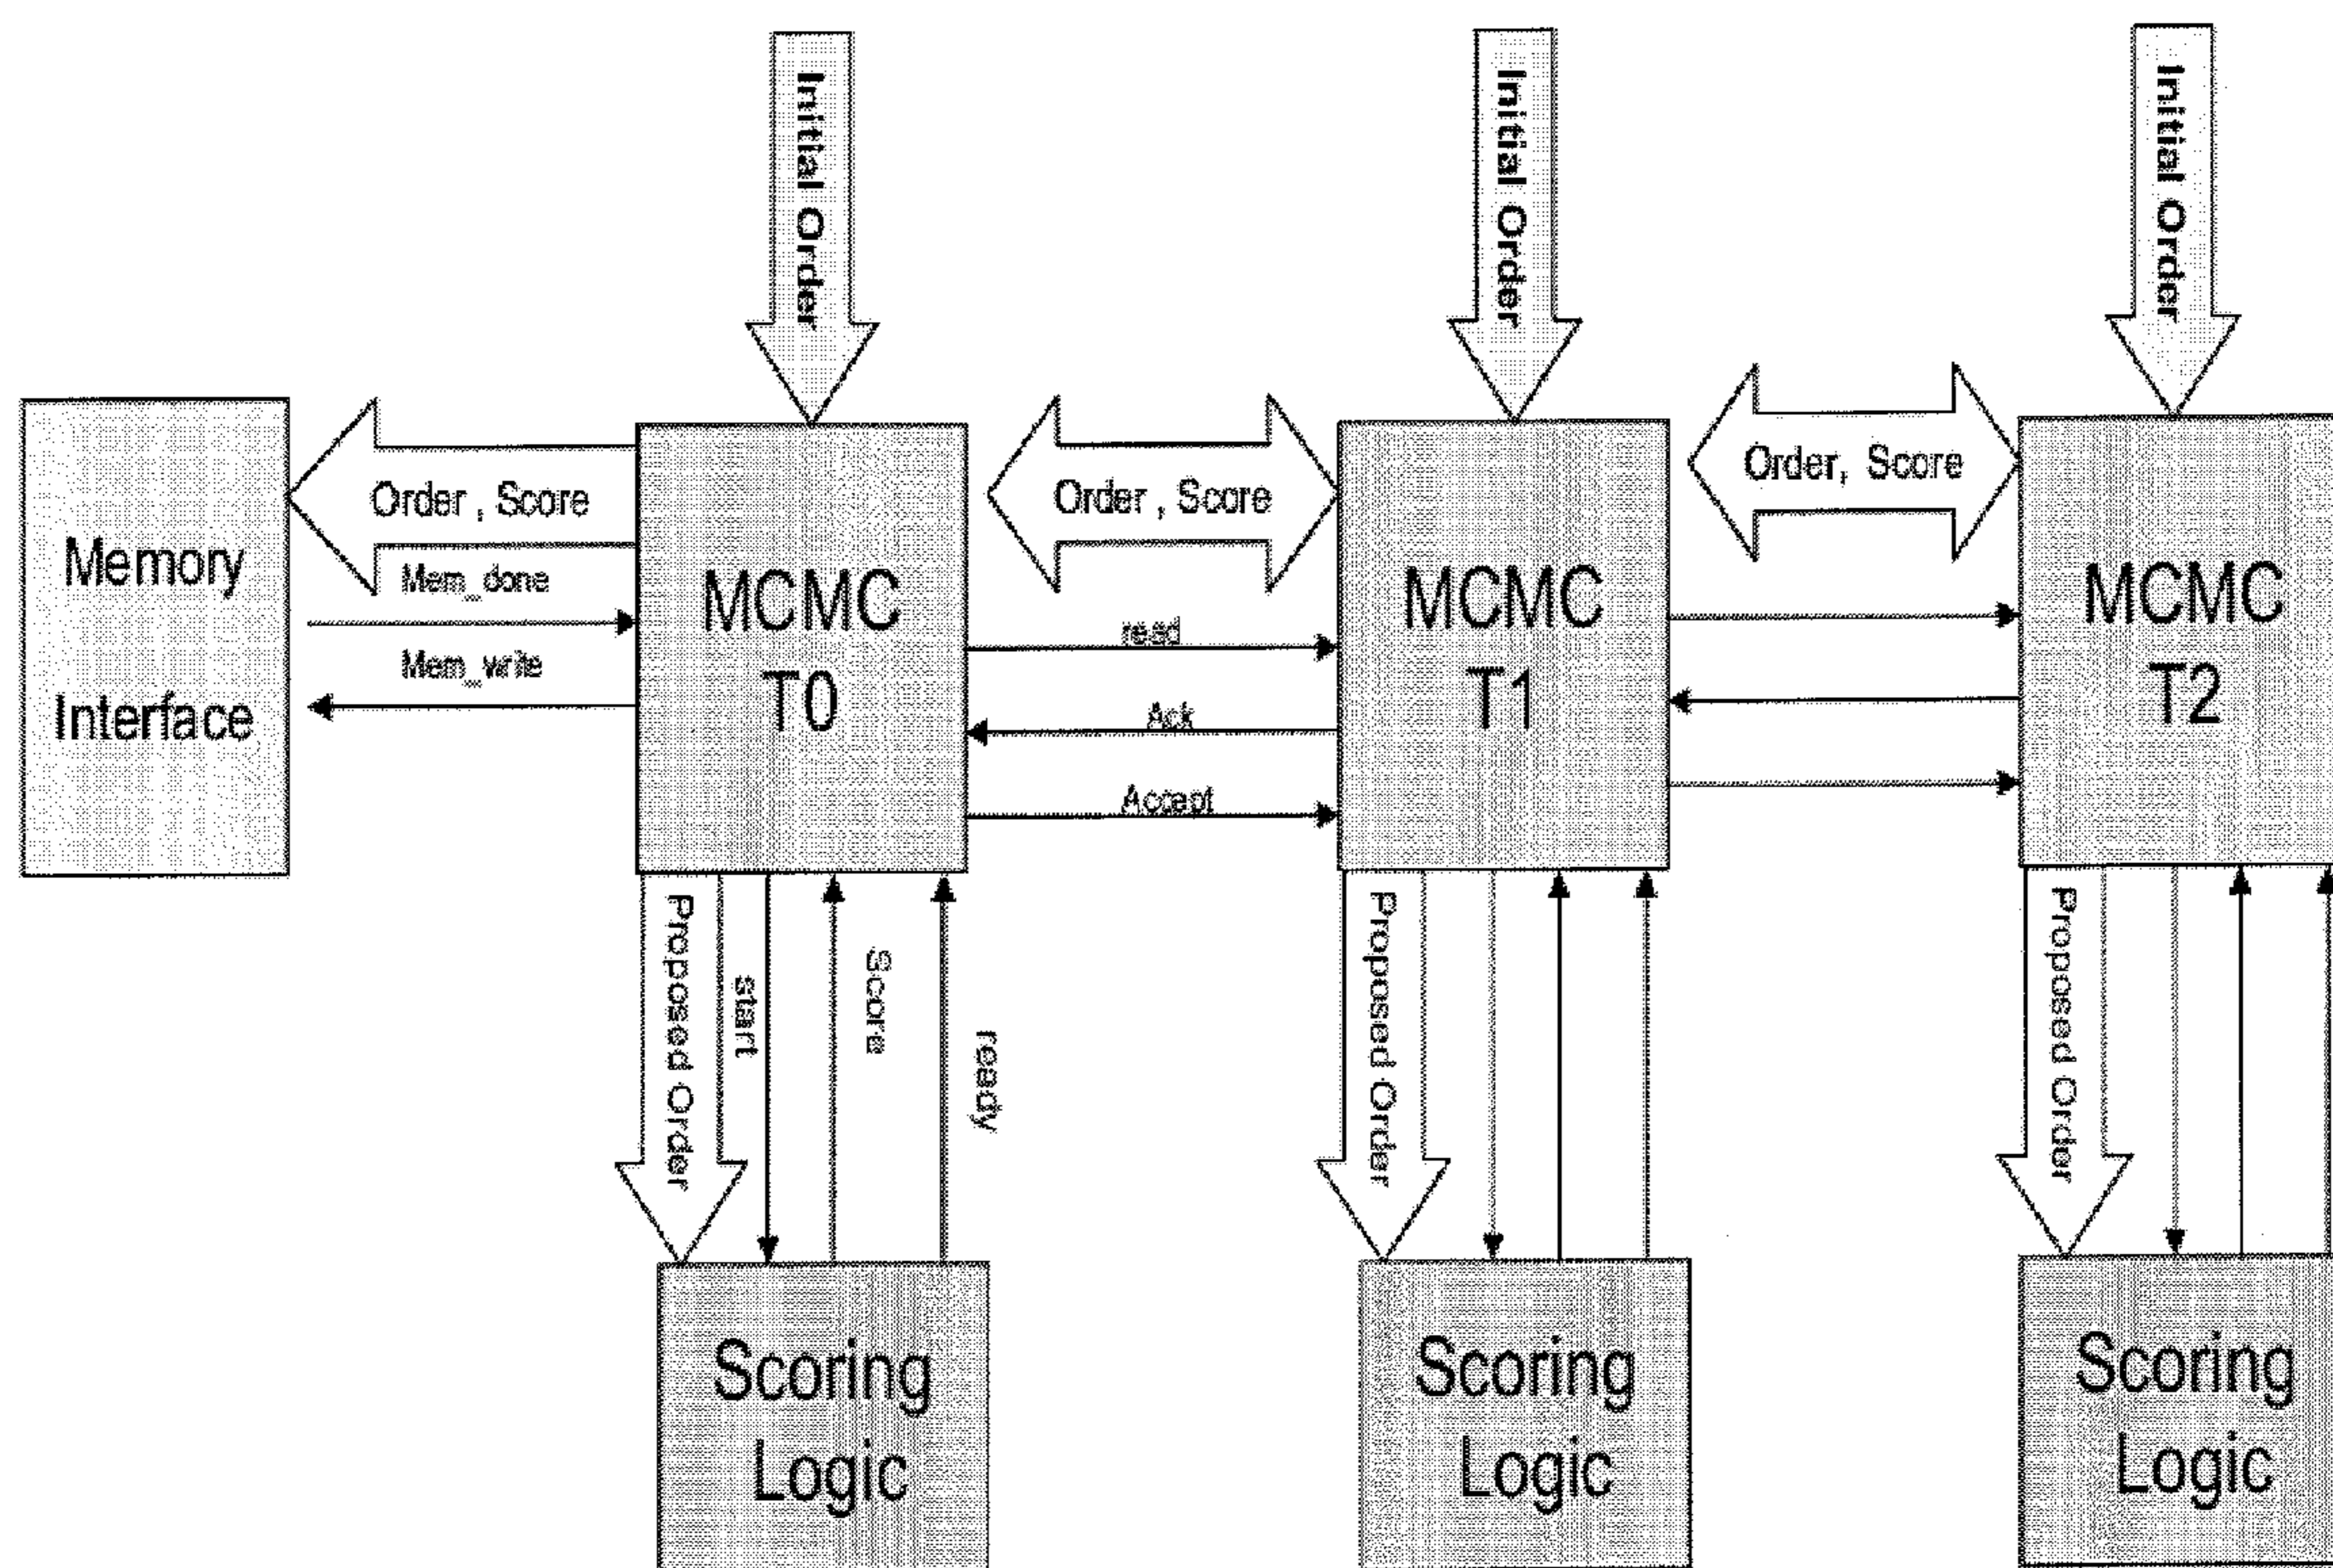 Initial Order
Initial Order
Initial Order
Memory
Interface
Order , Score
Mem_done
Mem_write
MCMC
T0
Order , Score
read
Ack
Accept
MCMC
T1
Order, Score
MCMC
T2
Proposed Order
start
Score
ready
Proposed Order
Proposed Order
Scoring
Logic
Scoring
Logic
Scoring
Logic